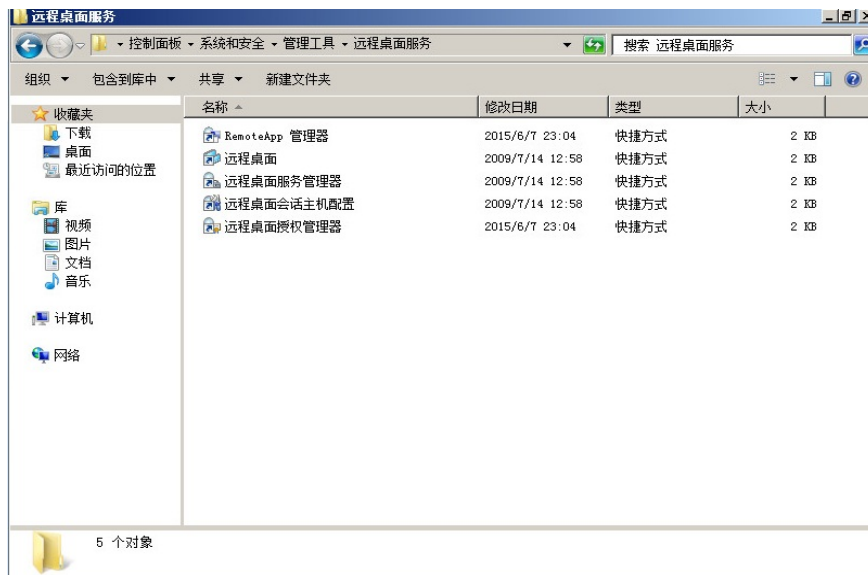 远程桌面服务
控制面板 系统和安全 管理工具 远程桌面服务 搜索 远程桌面服务
组织 包含到库中 共享 新建文件夹
收藏夹
下载
桌面
最近访问的位置
库
视频
图片
文档
音乐
计算机
网络
名称 修改日期 类型 大小
RemoteApp 管理器 2015/6/7 23:04 快捷方式 2 KB
远程桌面 2009/7/14 12:58 快捷方式 2 KB
远程桌面服务管理器 2009/7/14 12:58 快捷方式 2 KB
远程桌面会话主机配置 2009/7/14 12:58 快捷方式 2 KB
远程桌面授权管理器 2015/6/7 23:04 快捷方式 2 KB
5 个对象